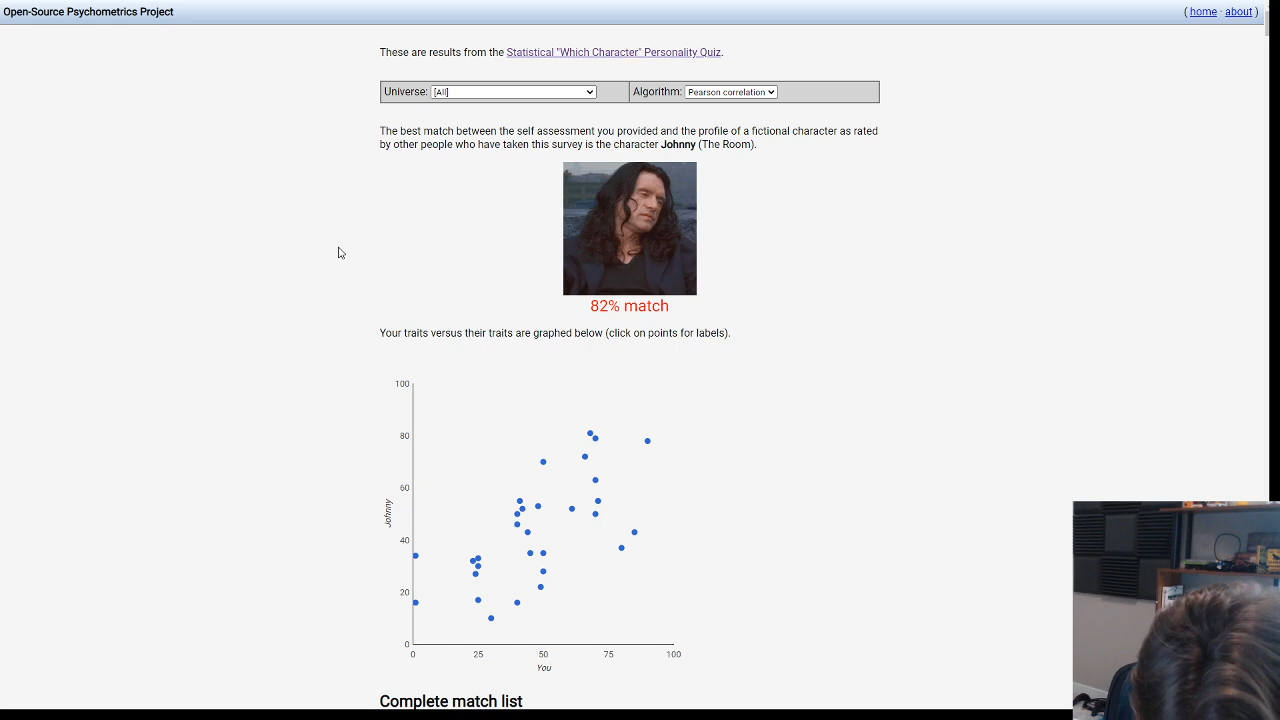 Open-Source Psychometrics Project
( home · about )
These are results from the Statistical "Which Character" Personality Quiz.
Universe: [All] Algorithm: Pearson correlation
The best match between the self assessment you provided and the profile of a fictional character as rated
by other people who have taken this survey is the character Johnny (The Room).
82% match
Your traits versus their traits are graphed below (click on points for labels).
100
80
60
Johnny
40
20
0
0 25 50 75 100
You
Complete match list